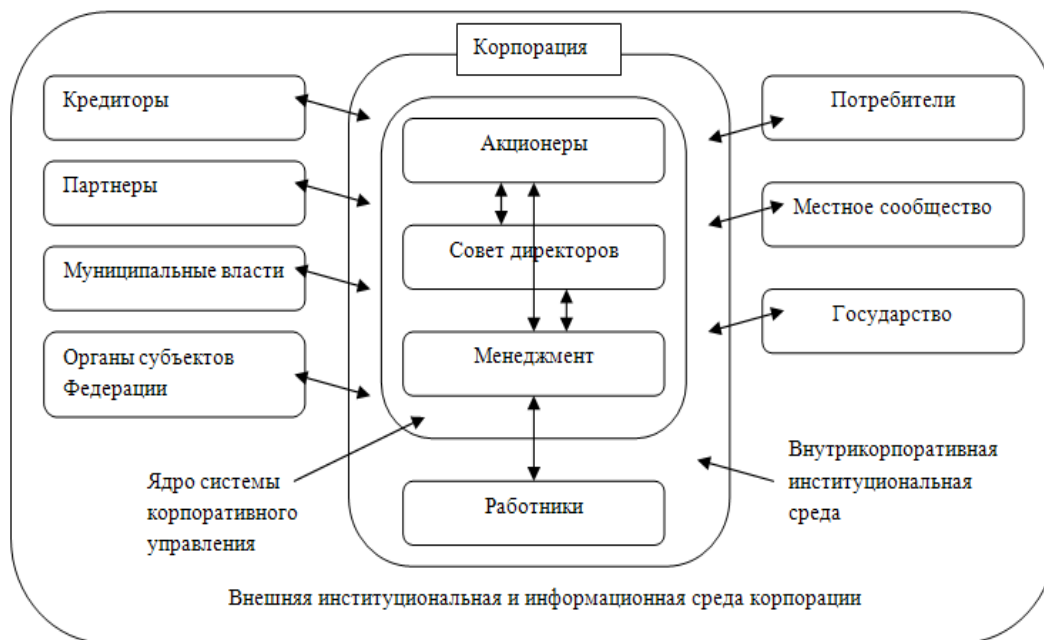 Корпорация
Кредиторы
Партнеры
Муниципальные власти
Органы субъектов
Федерации
Акционеры
Совет директоров
Менеджмент
Работники
Потребители
Местное сообщество
Государство
Ядро системы
корпоративного
управления
Внутрикорпоративная
институциональная
среда
Внешняя институциональная и информационная среда корпорации